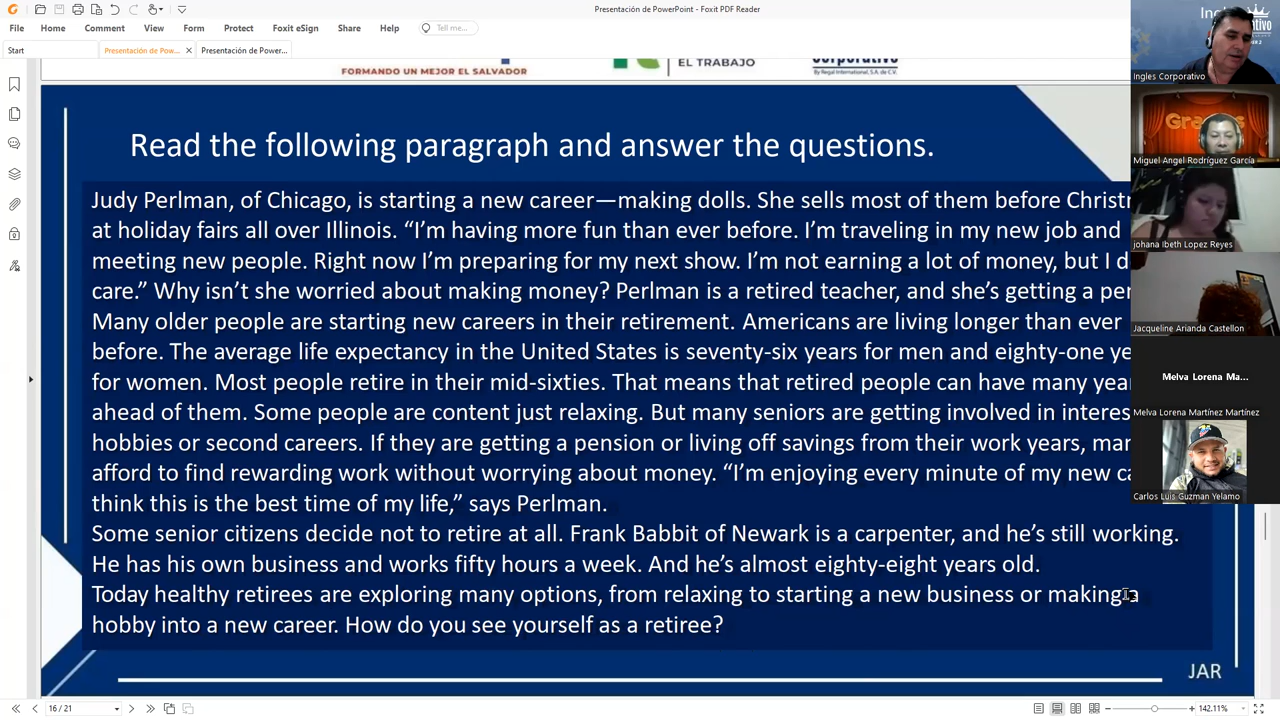 Presentación de PowerPoint - Foxit PDF Reader
File Home Comment View Form Protect Foxit eSign Share Help Tell me...
Start Presentación de Pow... Presentación de Power...
FORMANDO UN MEJOR EL SALVADOR
EL TRABAJO
Corporativo
By Regal International, S.A. de C.V.
Read the following paragraph and answer the questions.
Judy Perlman, of Chicago, is starting a new career—making dolls. She sells most of them before Christ
at holiday fairs all over Illinois. “I’m having more fun than ever before. I’m traveling in my new job and
meeting new people. Right now I’m preparing for my next show. I’m not earning a lot of money, but I d
care.” Why isn’t she worried about making money? Perlman is a retired teacher, and she’s getting a pe
Many older people are starting new careers in their retirement. Americans are living longer than ever
before. The average life expectancy in the United States is seventy-six years for men and eighty-one ye
for women. Most people retire in their mid-sixties. That means that retired people can have many yea
ahead of them. Some people are content just relaxing. But many seniors are getting involved in interes
hobbies or second careers. If they are getting a pension or living off savings from their work years, ma
afford to find rewarding work without worrying about money. “I’m enjoying every minute of my new ca
think this is the best time of my life,” says Perlman.
Some senior citizens decide not to retire at all. Frank Babbit of Newark is a carpenter, and he’s still working.
He has his own business and works fifty hours a week. And he’s almost eighty-eight years old.
Today healthy retirees are exploring many options, from relaxing to starting a new business or making a
hobby into a new career. How do you see yourself as a retiree?
JAR
Ingles Corporativo
Miguel Angel Rodríguez García
johana Ibeth Lopez Reyes
Jacqueline Arianda Castellon
Melva Lorena Ma...
Melva Lorena Martínez Martínez
Carlos Luis Guzman Yelamo
16 / 21
142.11%